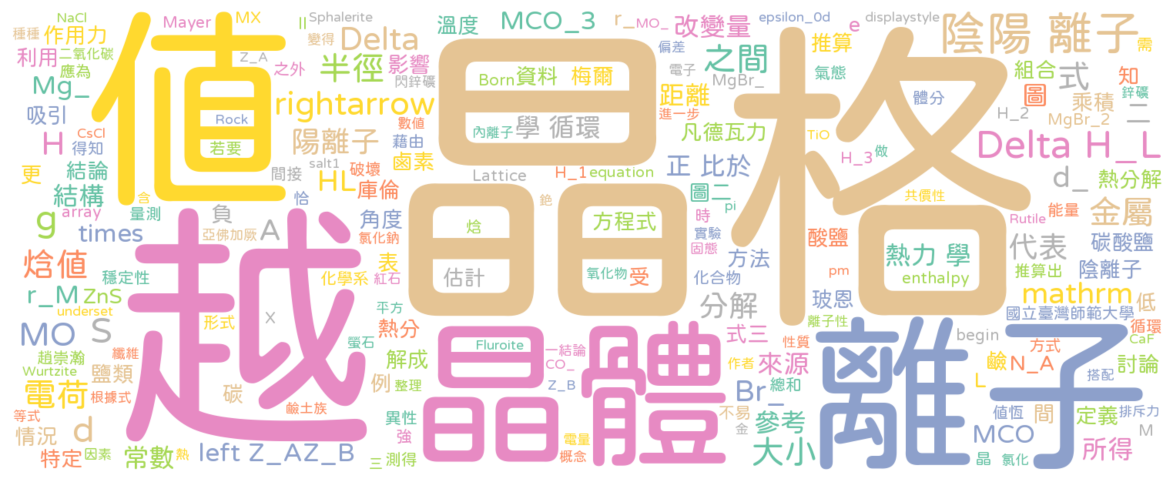 值
晶格
越
晶體
離子
陰陽 離子
NaCl
Mayer
MX
II
Sphalerite
溫度
MCO_3
r_
改變量
epsilon_0d
displaystyle
種種
作用力
變得
Delta
MO_
e
需
利用
二氧化碳
Z_A
之外
半徑
影響
Born
資料
梅爾
偏差
電子
之間
推算
組合
式
知
應為
閃鋅礦
MgBr_
氣態
體分
圖
鋅礦
Mg_
rightarrow
距離
乘積
二
吸引
Rock
數值
內離子
學 循環
進一步
H_2
MgBr_2
CsCl
H
得知
若要
藉由
陽離子
鹵素
凡德瓦力
TiO
做
Delta H_L
結論
間接
salt1
破壞
H_1
equation
正 比於
H_3
更
結構
HL
庫倫
Lattice
圖二
d_
熱分解
含
g
array
量測
負
恰
角度
焓
方程式
pi
時
共價性
能量
金屬
times
A
亞佛加厥
氯化鈉
鍦
實驗
酸鹽
Rutile
焓值
穩定性
表
估計
氧化物
受
固態
方法
熱力 學
代表
碳酸鹽
r_M
ZnS
化學系
紅石
化合物
pm
enthalpy
推算出
陰離子
underset
平方
分解
玻恩
mathrm
低
MO
S
形式
X
螢石
熱分
式三
離子性
國立臺灣師範大學
循環
趙崇瀚
纖維
Fluroite
一結論
性質
begin
方式
CaF
Wurtzite
鹽類
解成
CO_
作者
來源
鹼
N_A
討論
電荷
根據式
碳
例
整理
Z_B
Br_
總和
L
搭配
等式
鹼土族
異性
不易
參考
值恆
間
定義
排斥力
情況
d
因素
強
電量
金
大小
MCO
M
特定
常數
熱
left Z_AZ_B
三
測得
概念
晶
氯化
所得